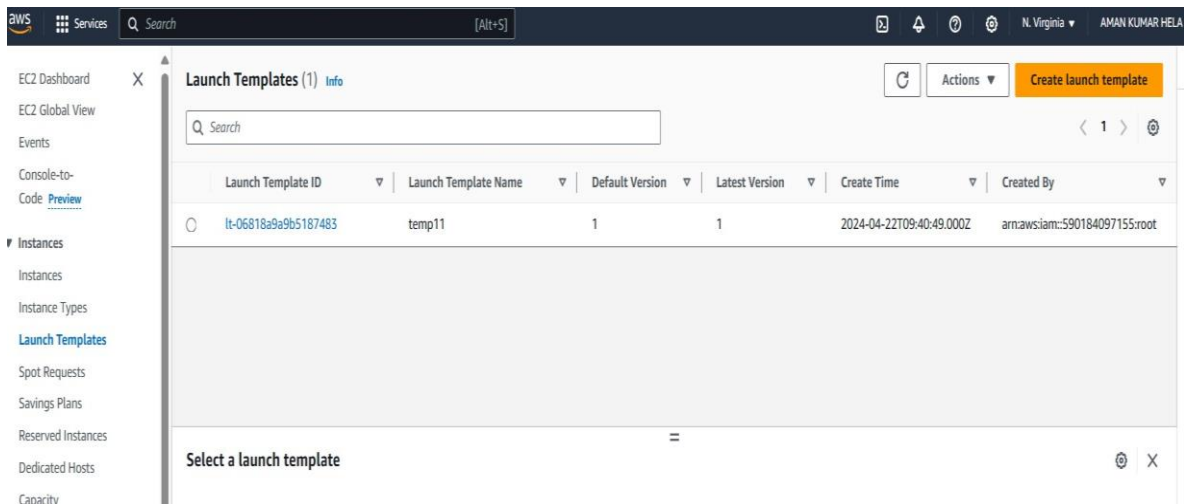 aws Services Search [Alt+S] N. Virginia AMAN KUMAR HELA
EC2 Dashboard
EC2 Global View
Events
Console-to-
Code Preview
Instances
Instances
Instance Types
Launch Templates
Spot Requests
Savings Plans
Reserved Instances
Dedicated Hosts
Capacity
Launch Templates (1) Info
Actions Create launch template
Search
1
Launch Template ID Launch Template Name Default Version Latest Version Create Time Created By
lt-06818a9a9b5187483 temp11 1 1 2024-04-22T09:40:49.000Z arn:aws:iam::590184097155:root
Select a launch template